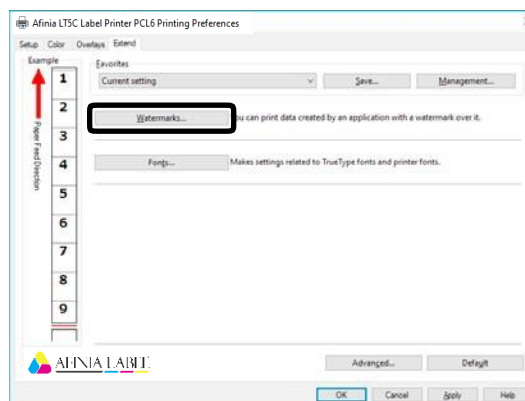 Afinia LT5C Label Printer PCL6 Printing Preferences
Setup Color Overlays Extend
Example
Favorites
Current setting Save... Management...
Watermarks... You can print data created by an application with a watermark over it.
Fonts... Makes settings related to TrueType fonts and printer fonts.
Paper Feed Direction
1
2
3
4
5
6
7
8
9
AFINIA LABEL
Advanced... Default
OK Cancel Apply Help